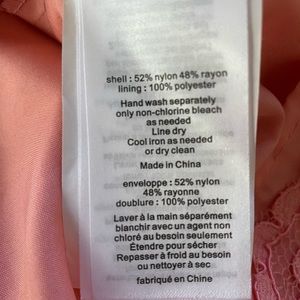 shell : 52% nylon 48% rayon
lining : 100% polyester
Hand wash separately
only non-chlorine bleach
as needed
Line dry
Cool iron as needed
or dry clean
Made in China
enveloppe : 52% nylon
48% rayonne
doublure : 100% polyester
Laver à la main séparément
blanchir avec un agent non
chloré au besoin seulement
Étendre pour sécher
Repasser à froid au besoin
ou nettoyer à sec
fabriqué en Chine